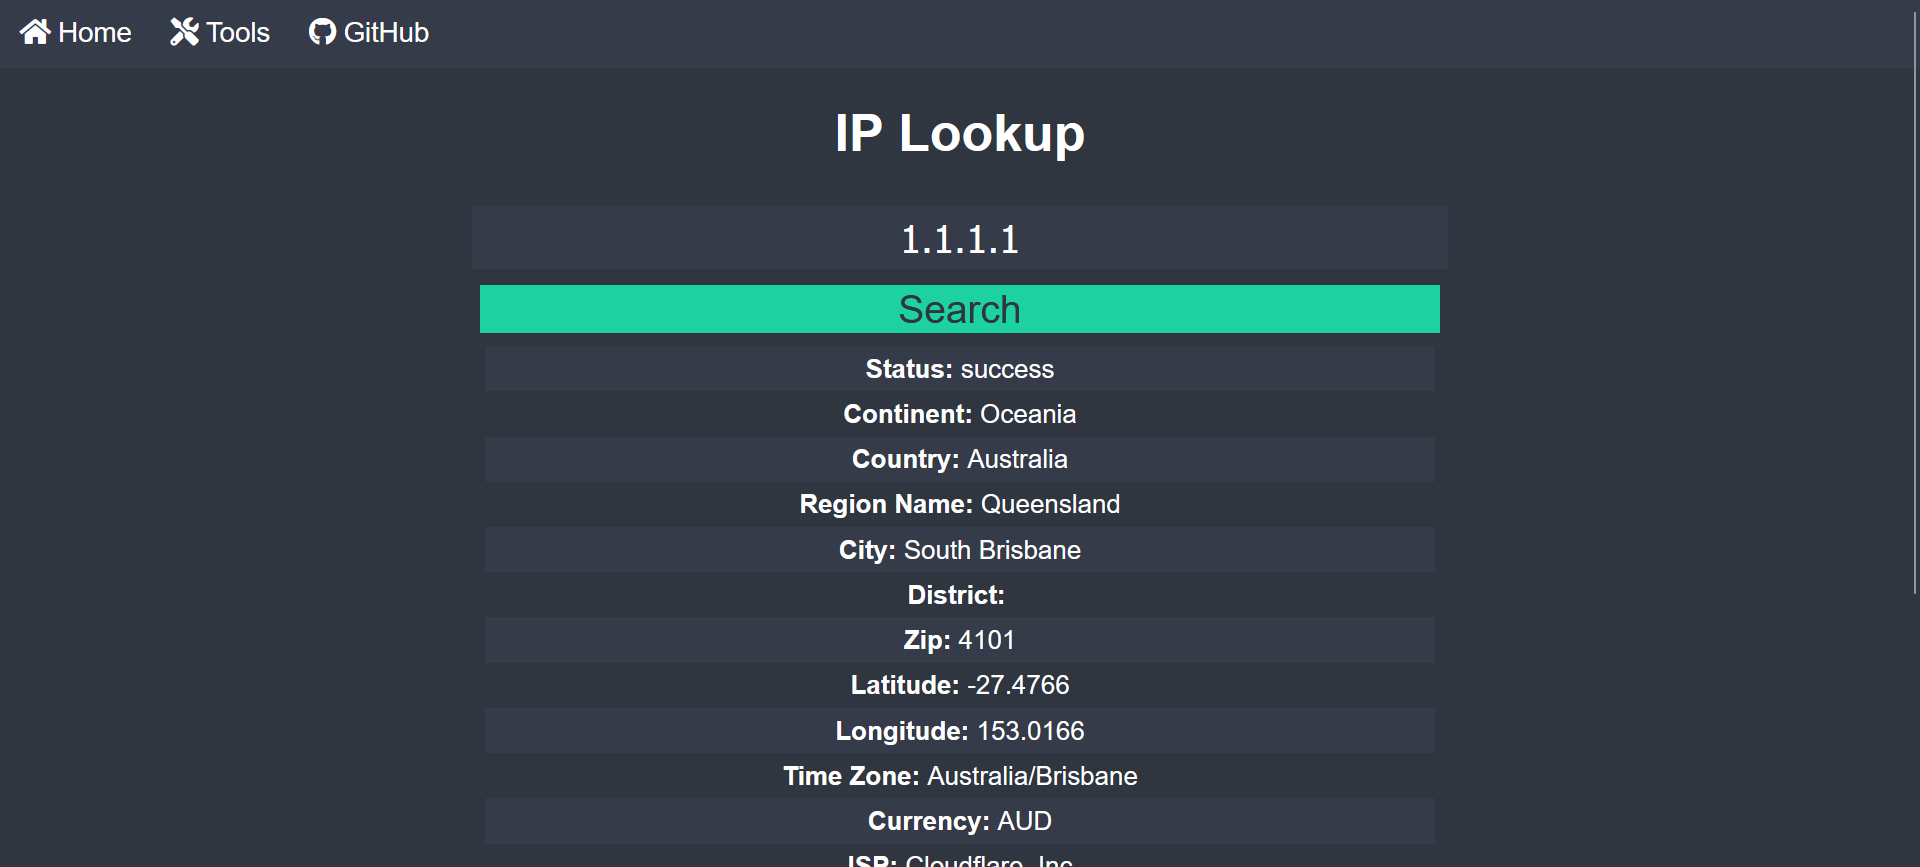 Home Tools GitHub
IP Lookup
1.1.1.1
Search
Status: success
Continent: Oceania
Country: Australia
Region Name: Queensland
City: South Brisbane
District:
Zip: 4101
Latitude: -27.4766
Longitude: 153.0166
Time Zone: Australia/Brisbane
Currency: AUD
ISP: Cloudflare, Inc